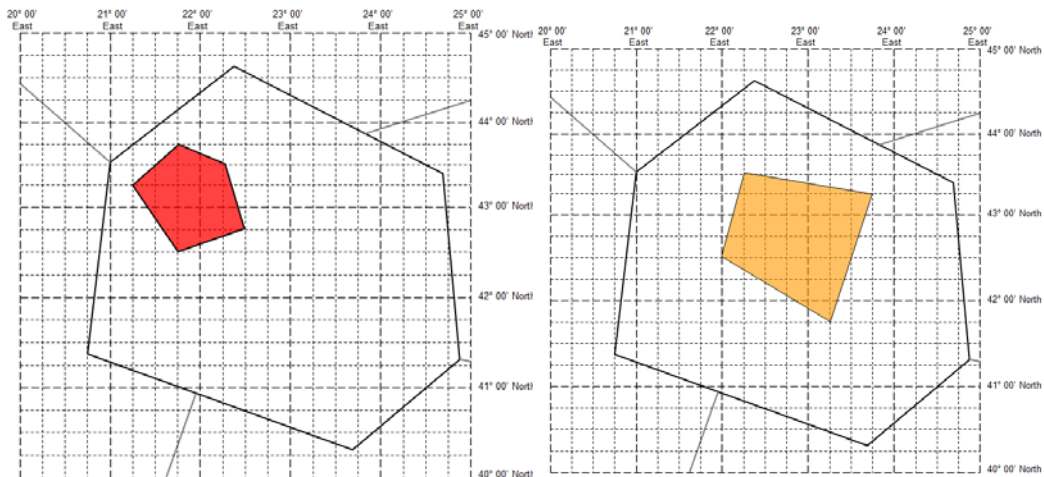 20° 00' 21° 00' 22° 00' 23° 00' 24° 00' 25° 00'
East East East East East East
45° 00' North
44° 00' North
43° 00' North
42° 00' North
41° 00' North
40° 00' North
20° 00' 21° 00' 22° 00' 23° 00' 24° 00' 25° 00'
East East East East East East
45° 00' North
44° 00' North
43° 00' North
42° 00' North
41° 00' North
40° 00' North